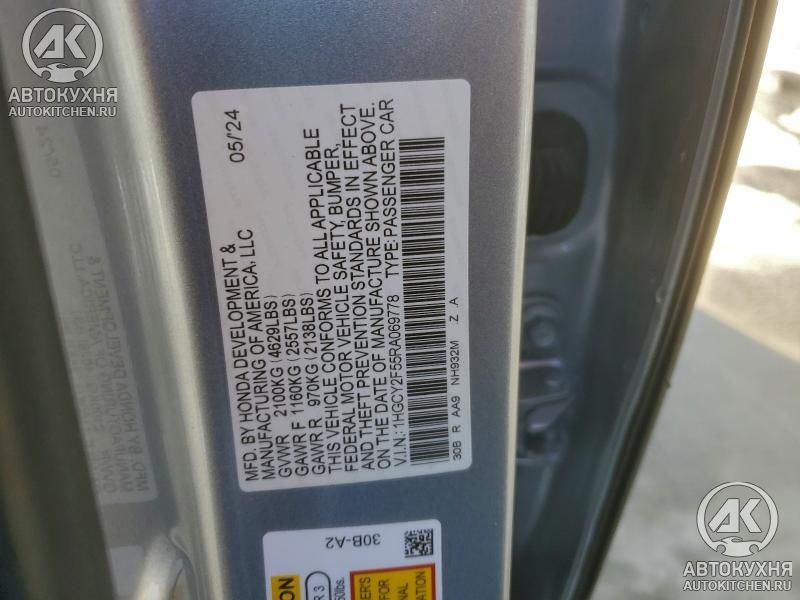 АВТОКУХНЯ
AUTOKITCHEN.RU
MFD. BY HONDA DEVELOPMENT & 05/24
MANUFACTURING OF AMERICA, LLC
GVWR 2100KG (4629LBS)
GAWR F 1160KG (2557LBS)
GAWR R 970KG (2138LBS)
THIS VEHICLE CONFORMS TO ALL APPLICABLE
FEDERAL MOTOR VEHICLE SAFETY, BUMPER,
AND THEFT PREVENTION STANDARDS IN EFFECT
ON THE DATE OF MANUFACTURE SHOWN ABOVE.
V.I.N.: 1HGCY2F55RA069778 TYPE: PASSENGER CAR
30B R AA9 NH932M Z A
30B-A2
АВТОКУХНЯ
AUTOKITCHEN.RU